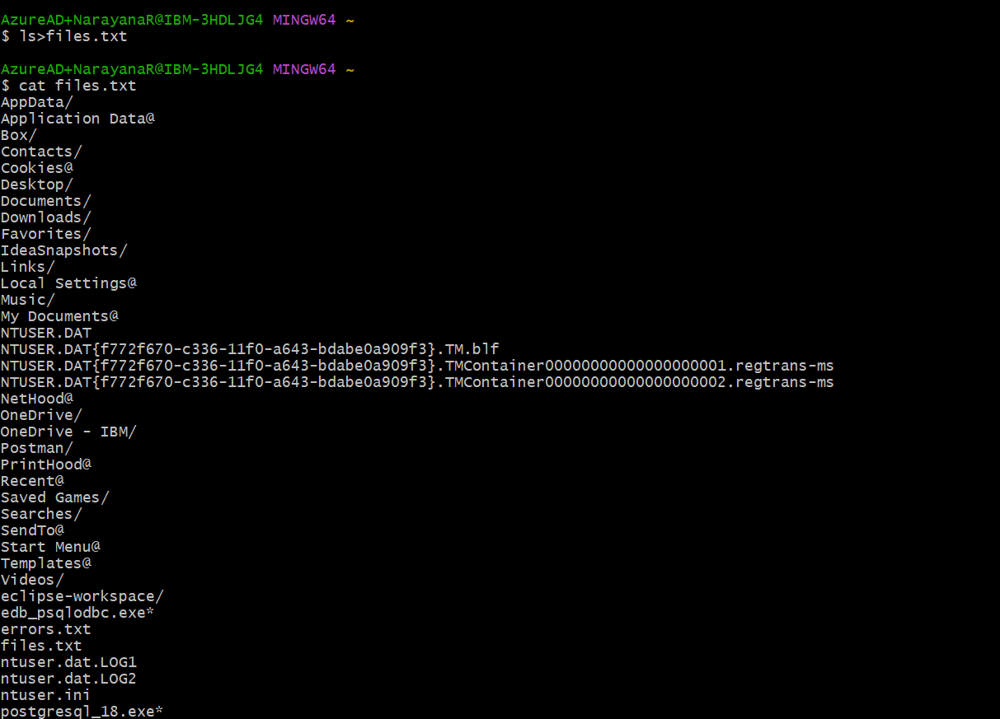 AzureAD+NarayanaR@IBM-3HDLJG4 MINGW64 ~
$ ls>files.txt
AzureAD+NarayanaR@IBM-3HDLJG4 MINGW64 ~
$ cat files.txt
AppData/
Application Data@
Box/
Contacts/
Cookies@
Desktop/
Documents/
Downloads/
Favorites/
IdeaSnapshots/
Links/
Local Settings@
Music/
My Documents@
NTUSER.DAT
NTUSER.DAT{f772f670-c336-11f0-a643-bdabe0a909f3}.TM.blf
NTUSER.DAT{f772f670-c336-11f0-a643-bdabe0a909f3}.TMContainer00000000000000000001.regtrans-ms
NTUSER.DAT{f772f670-c336-11f0-a643-bdabe0a909f3}.TMContainer00000000000000000002.regtrans-ms
NetHood@
OneDrive/
OneDrive - IBM/
Postman/
PrintHood@
Recent@
Saved Games/
Searches/
SendTo@
Start Menu@
Templates@
Videos/
eclipse-workspace/
edb_psqlodbc.exe*
errors.txt
files.txt
ntuser.dat.LOG1
ntuser.dat.LOG2
ntuser.ini
postgresql_18.exe*